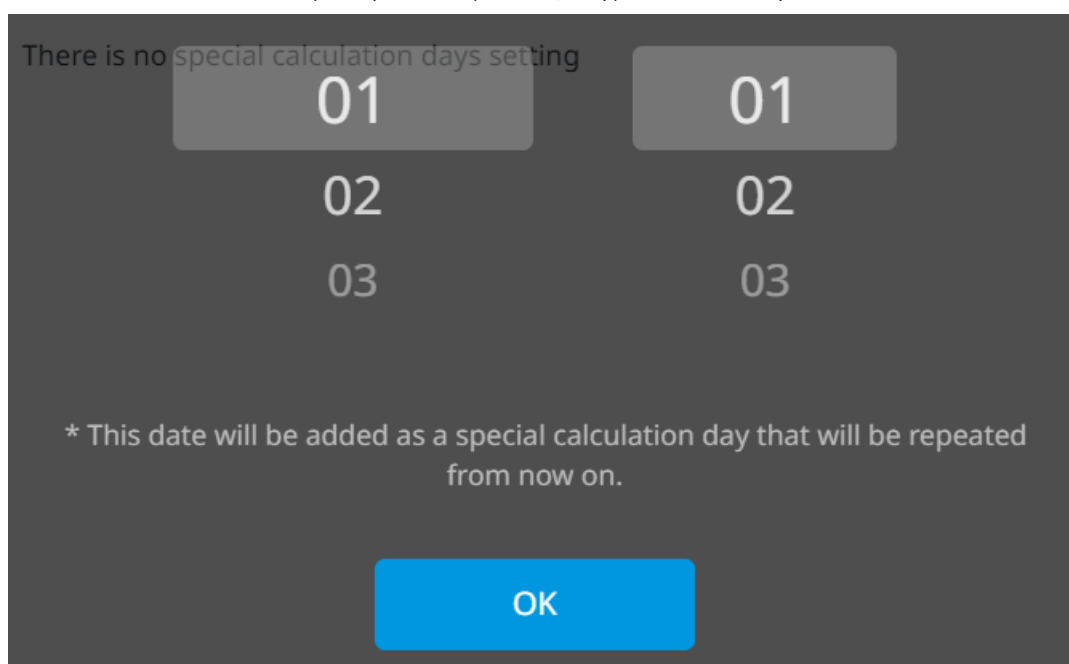 There is no special calculation days setting
01 01
02 02
03 03
* This date will be added as a special calculation day that will be repeated
from now on.
OK